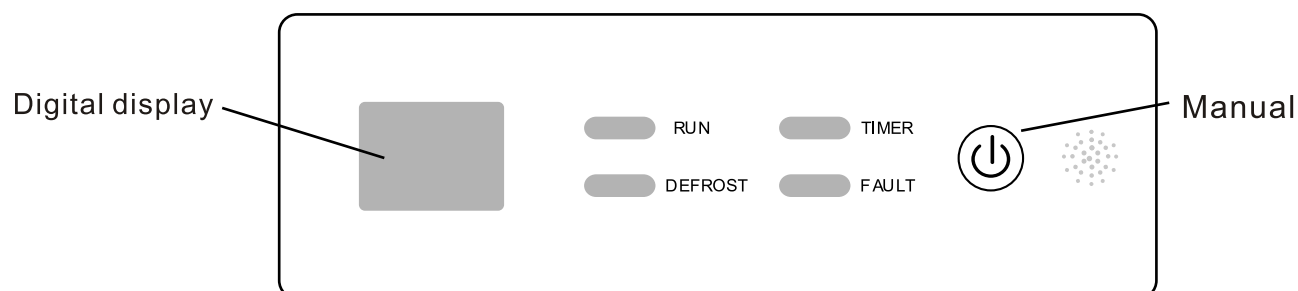 Digital display
RUN
TIMER
Manual
DEFROST
FAULT